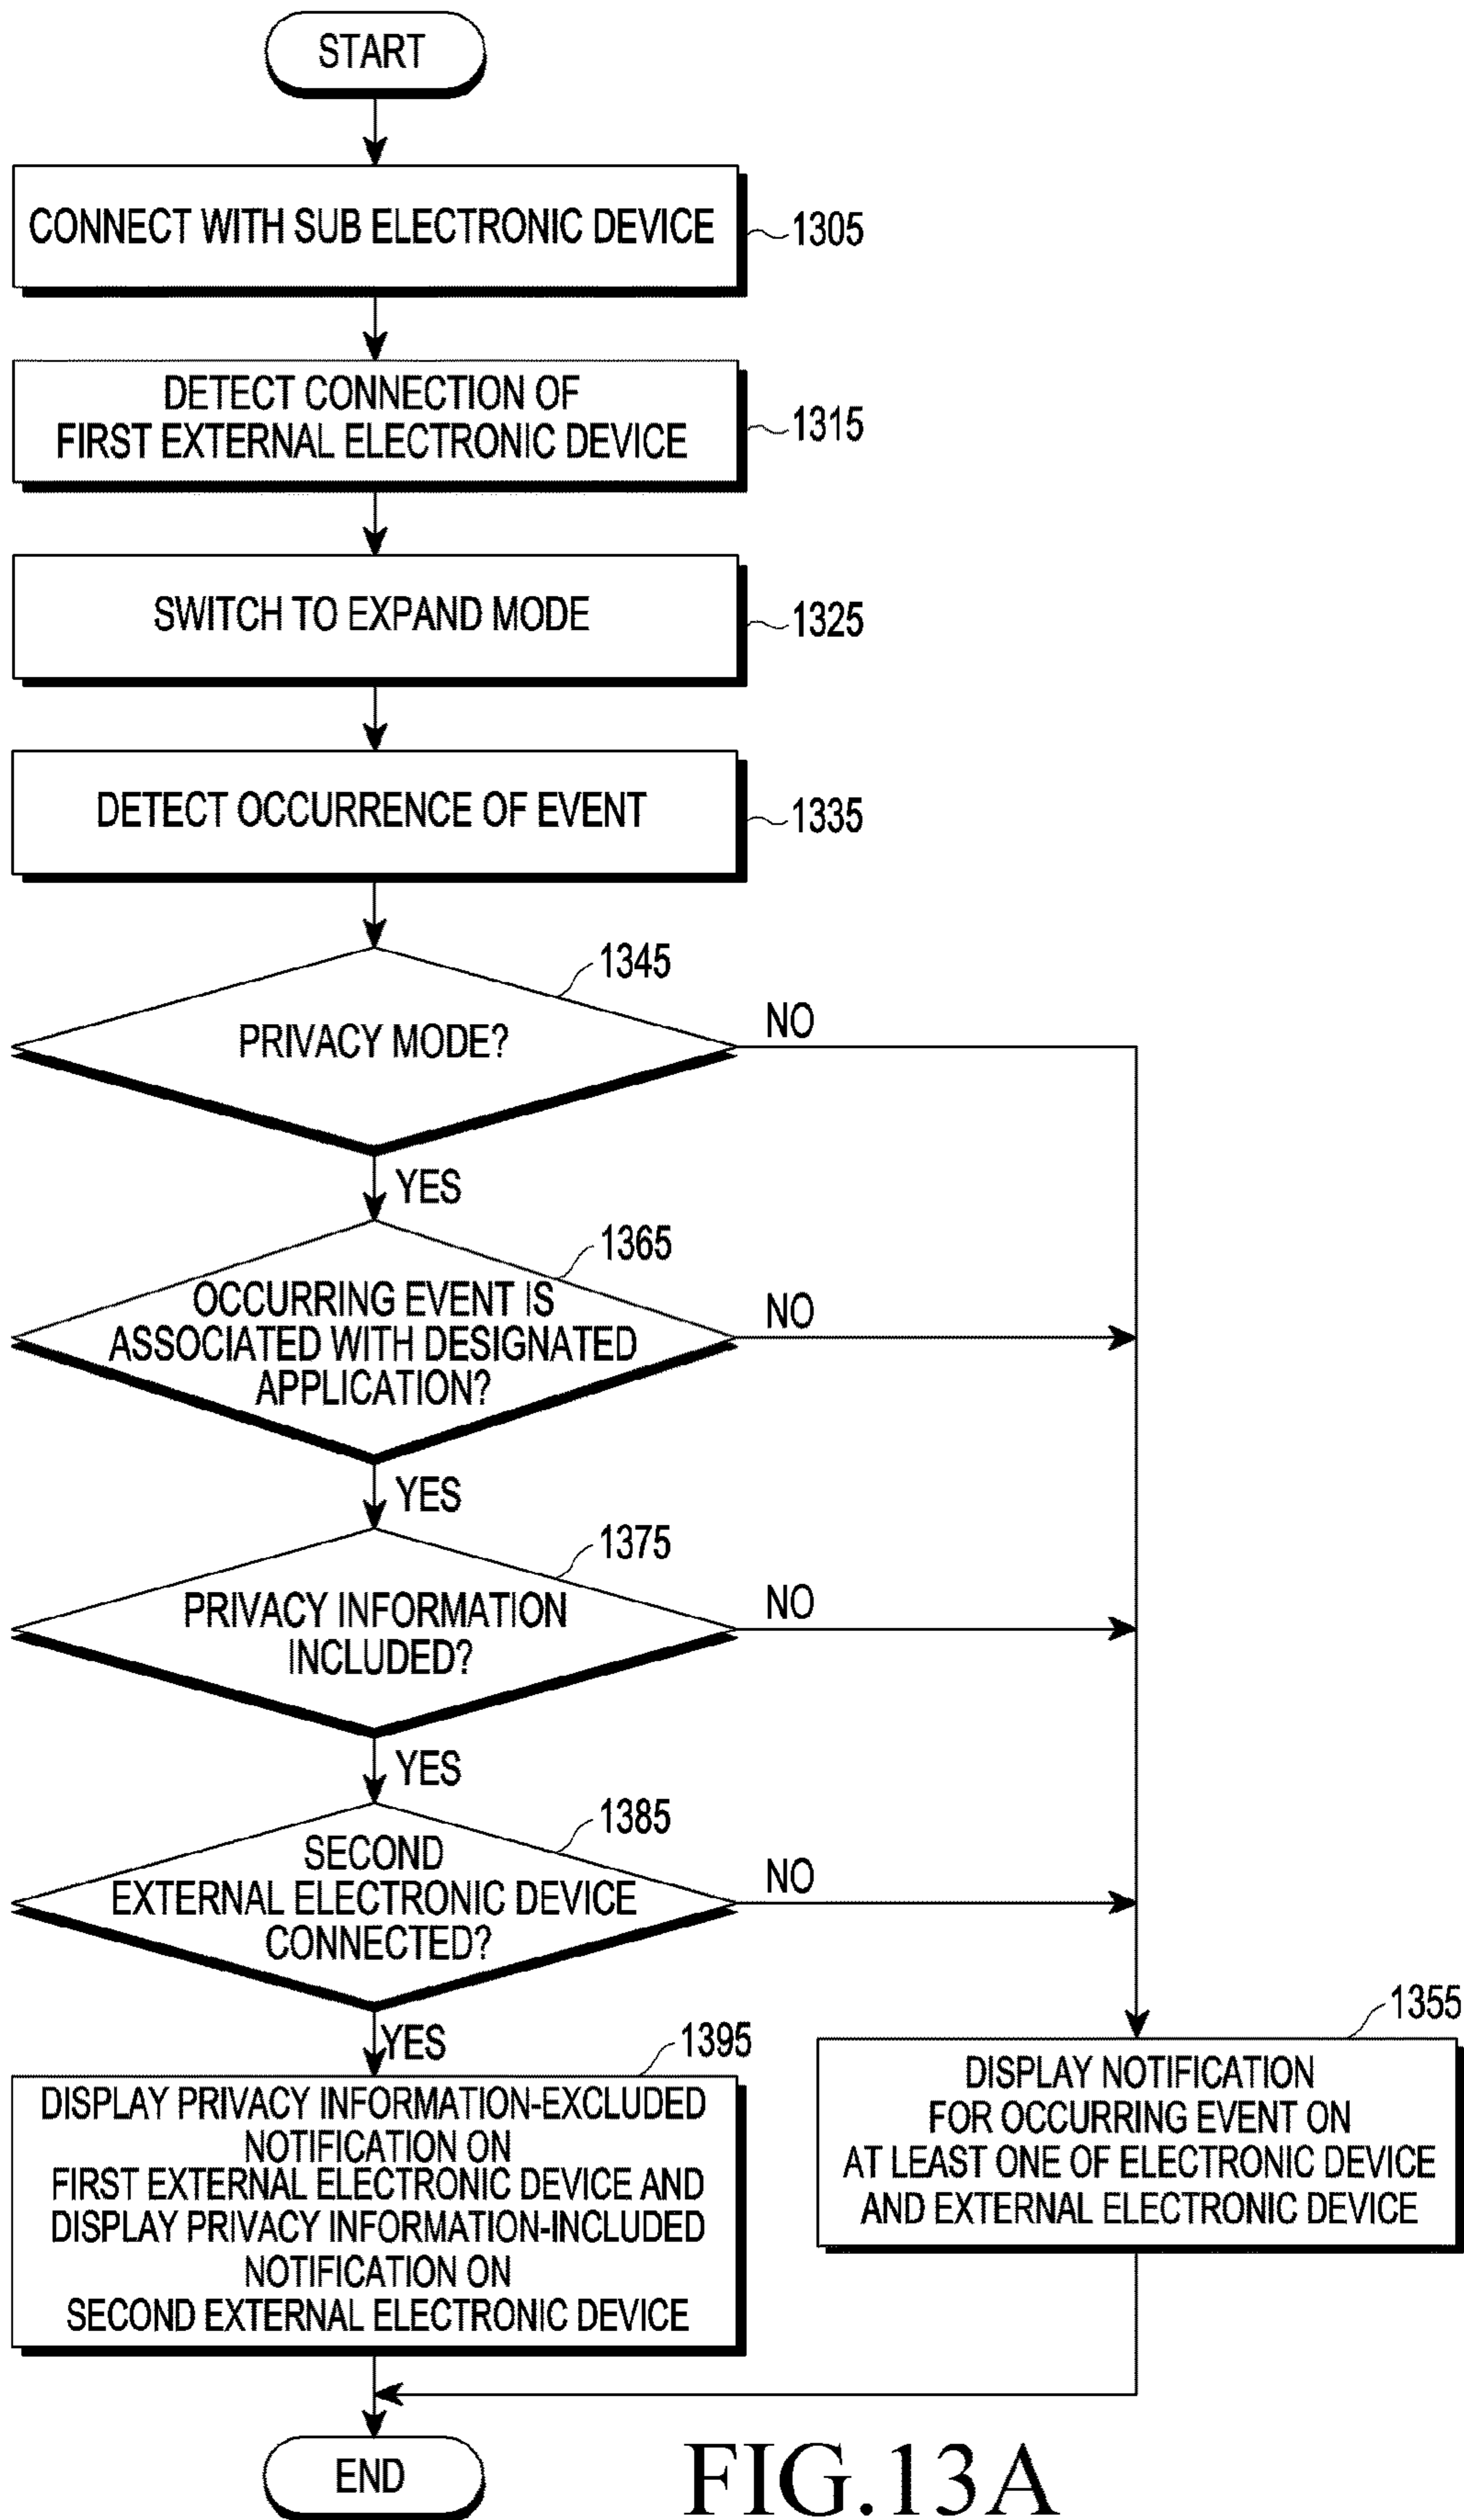 START
CONNECT WITH SUB ELECTRONIC DEVICE
1305
DETECT CONNECTION OF
FIRST EXTERNAL ELECTRONIC DEVICE
1315
SWITCH TO EXPAND MODE
1325
DETECT OCCURRENCE OF EVENT
1335
1345
PRIVACY MODE?
NO
YES
1365
OCCURRING EVENT IS
ASSOCIATED WITH DESIGNATED
APPLICATION?
NO
YES
1375
PRIVACY INFORMATION
INCLUDED?
NO
YES
1385
SECOND
EXTERNAL ELECTRONIC DEVICE
CONNECTED?
NO
YES
1395
DISPLAY PRIVACY INFORMATION-EXCLUDED
NOTIFICATION ON
FIRST EXTERNAL ELECTRONIC DEVICE AND
DISPLAY PRIVACY INFORMATION-INCLUDED
NOTIFICATION ON
SECOND EXTERNAL ELECTRONIC DEVICE
1355
DISPLAY NOTIFICATION
FOR OCCURRING EVENT ON
AT LEAST ONE OF ELECTRONIC DEVICE
AND EXTERNAL ELECTRONIC DEVICE
END
FIG.13A